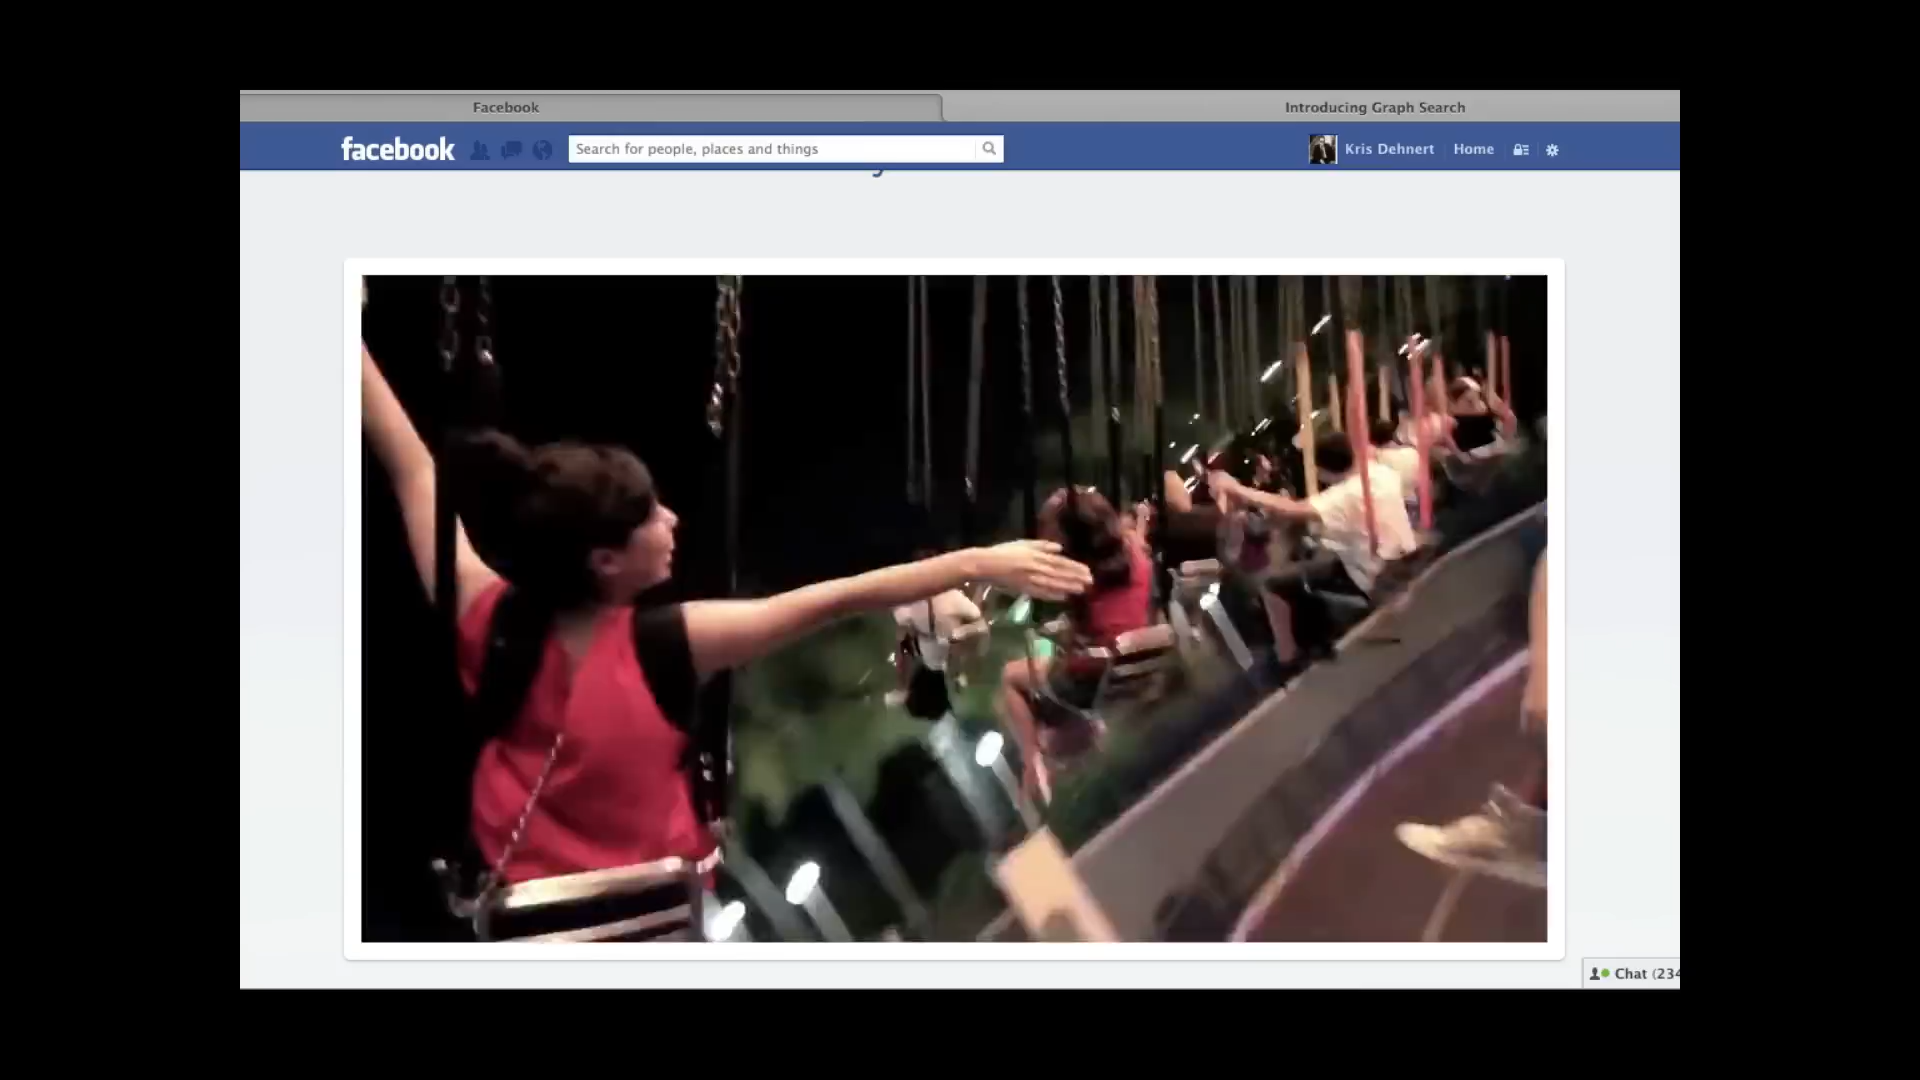 Facebook
Introducing Graph Search
facebook
Search for people, places and things
Kris Dehnert
Home
Chat (234